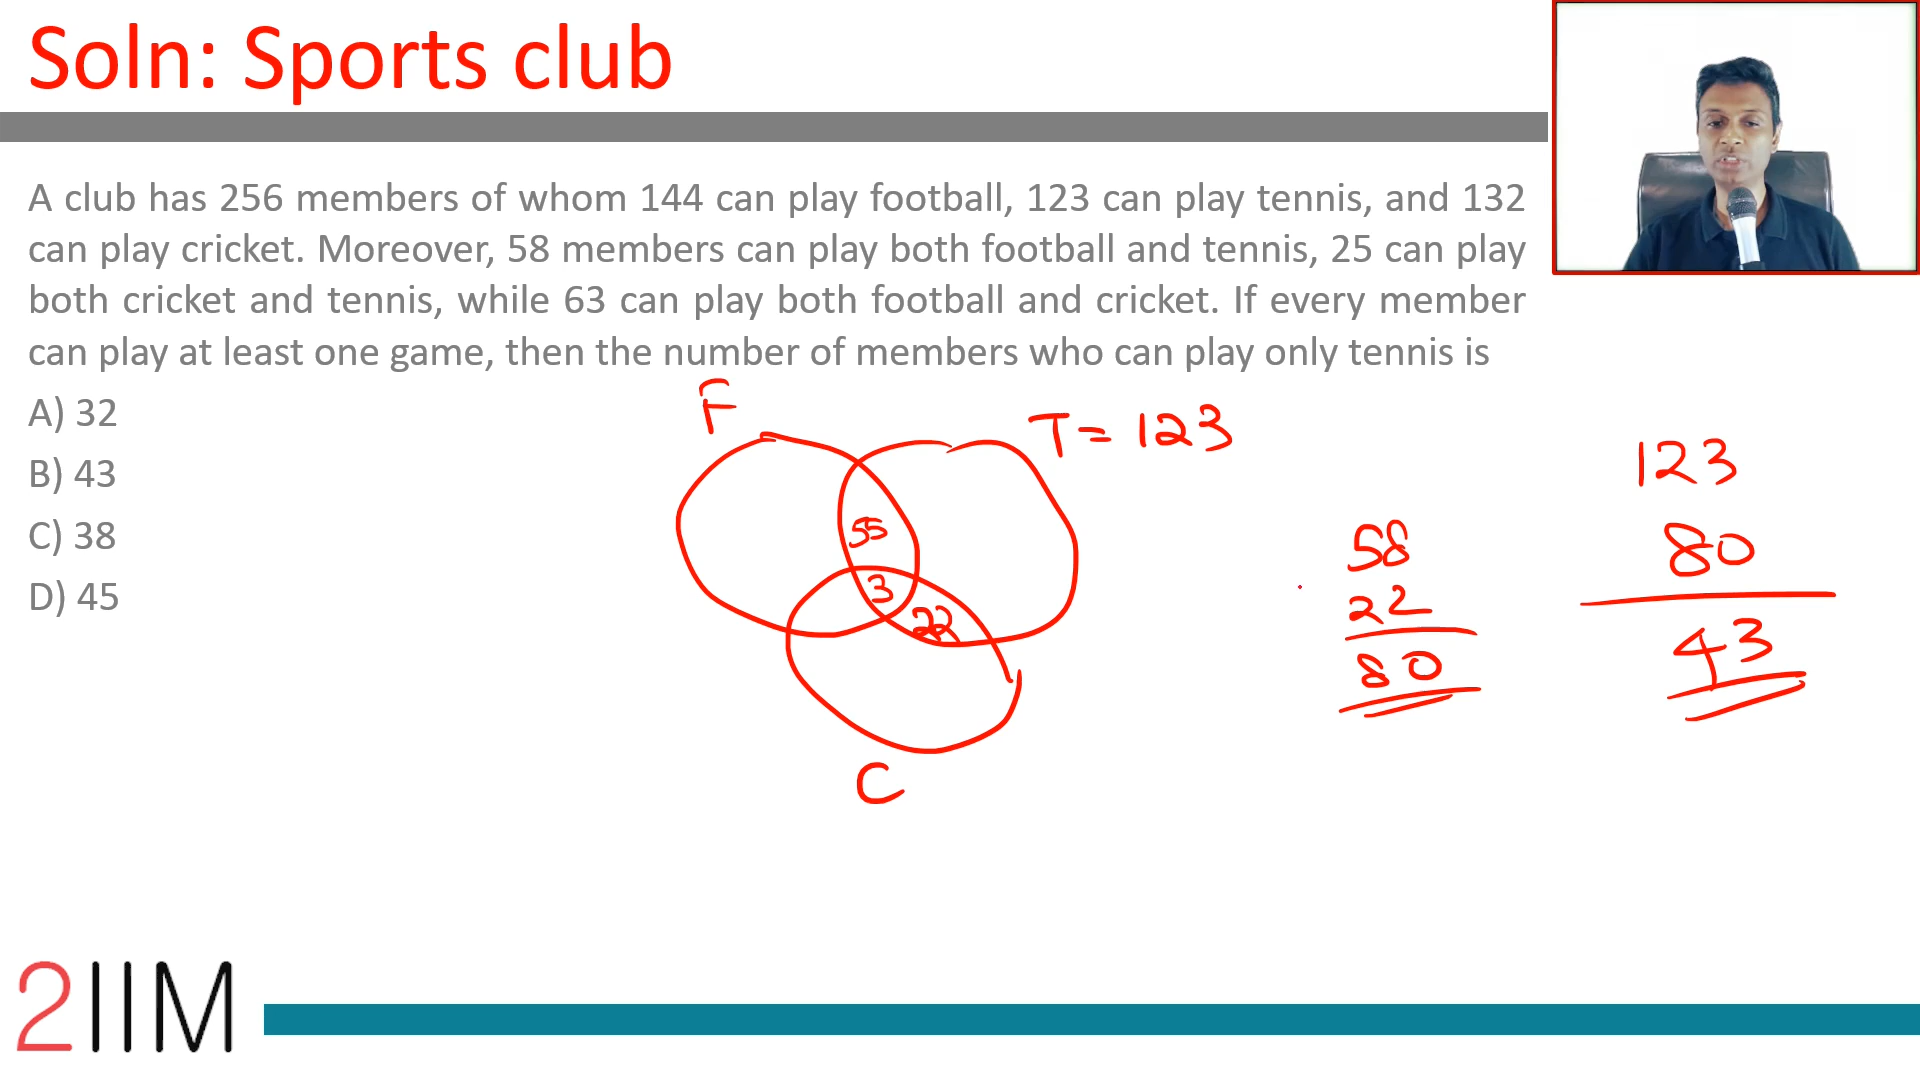 Soln: Sports club
A club has 256 members of whom 144 can play football, 123 can play tennis, and 132
can play cricket. Moreover, 58 members can play both football and tennis, 25 can play
both cricket and tennis, while 63 can play both football and cricket. If every member
can play at least one game, then the number of members who can play only tennis is
A) 32
B) 43
C) 38
D) 45
F
T = 123
55
3
22
C
58
22
80
123
80
43
2IIM